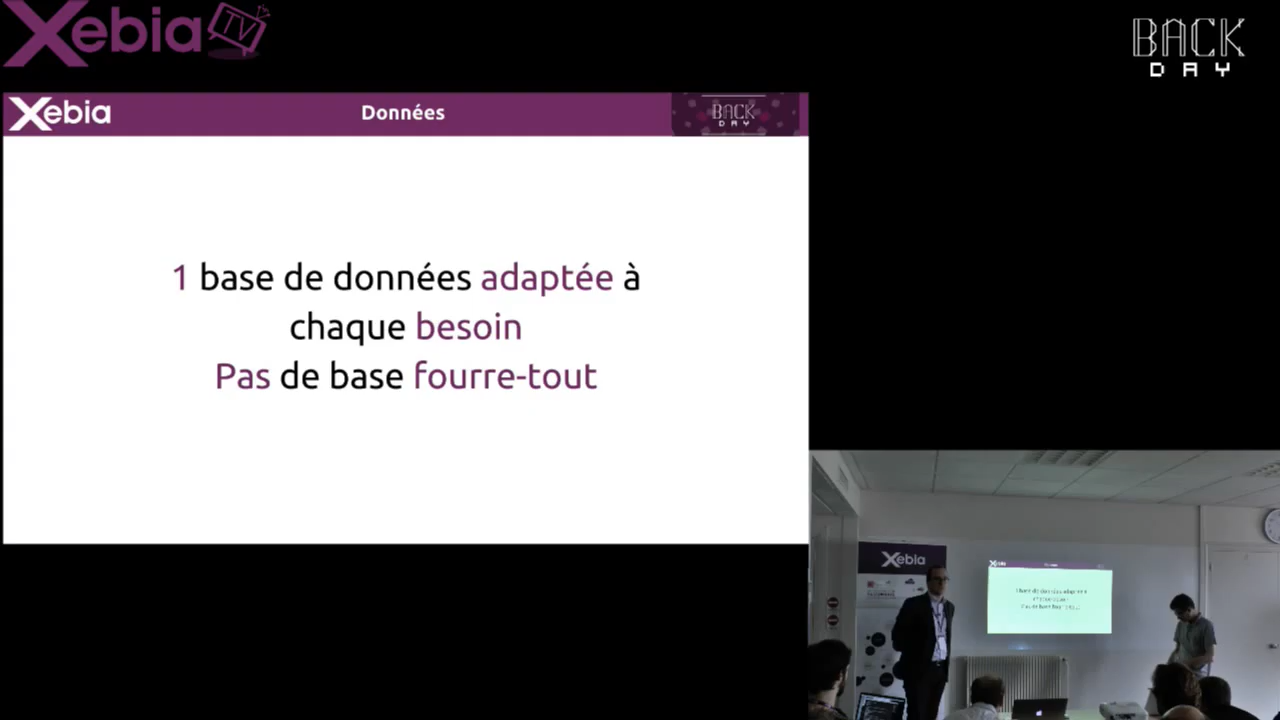 Xebia TV
BACK
DAY
Xebia
Données
BACK
DAY
1 base de données adaptée à
chaque besoin
Pas de base fourre-tout
Xebia
Xebia